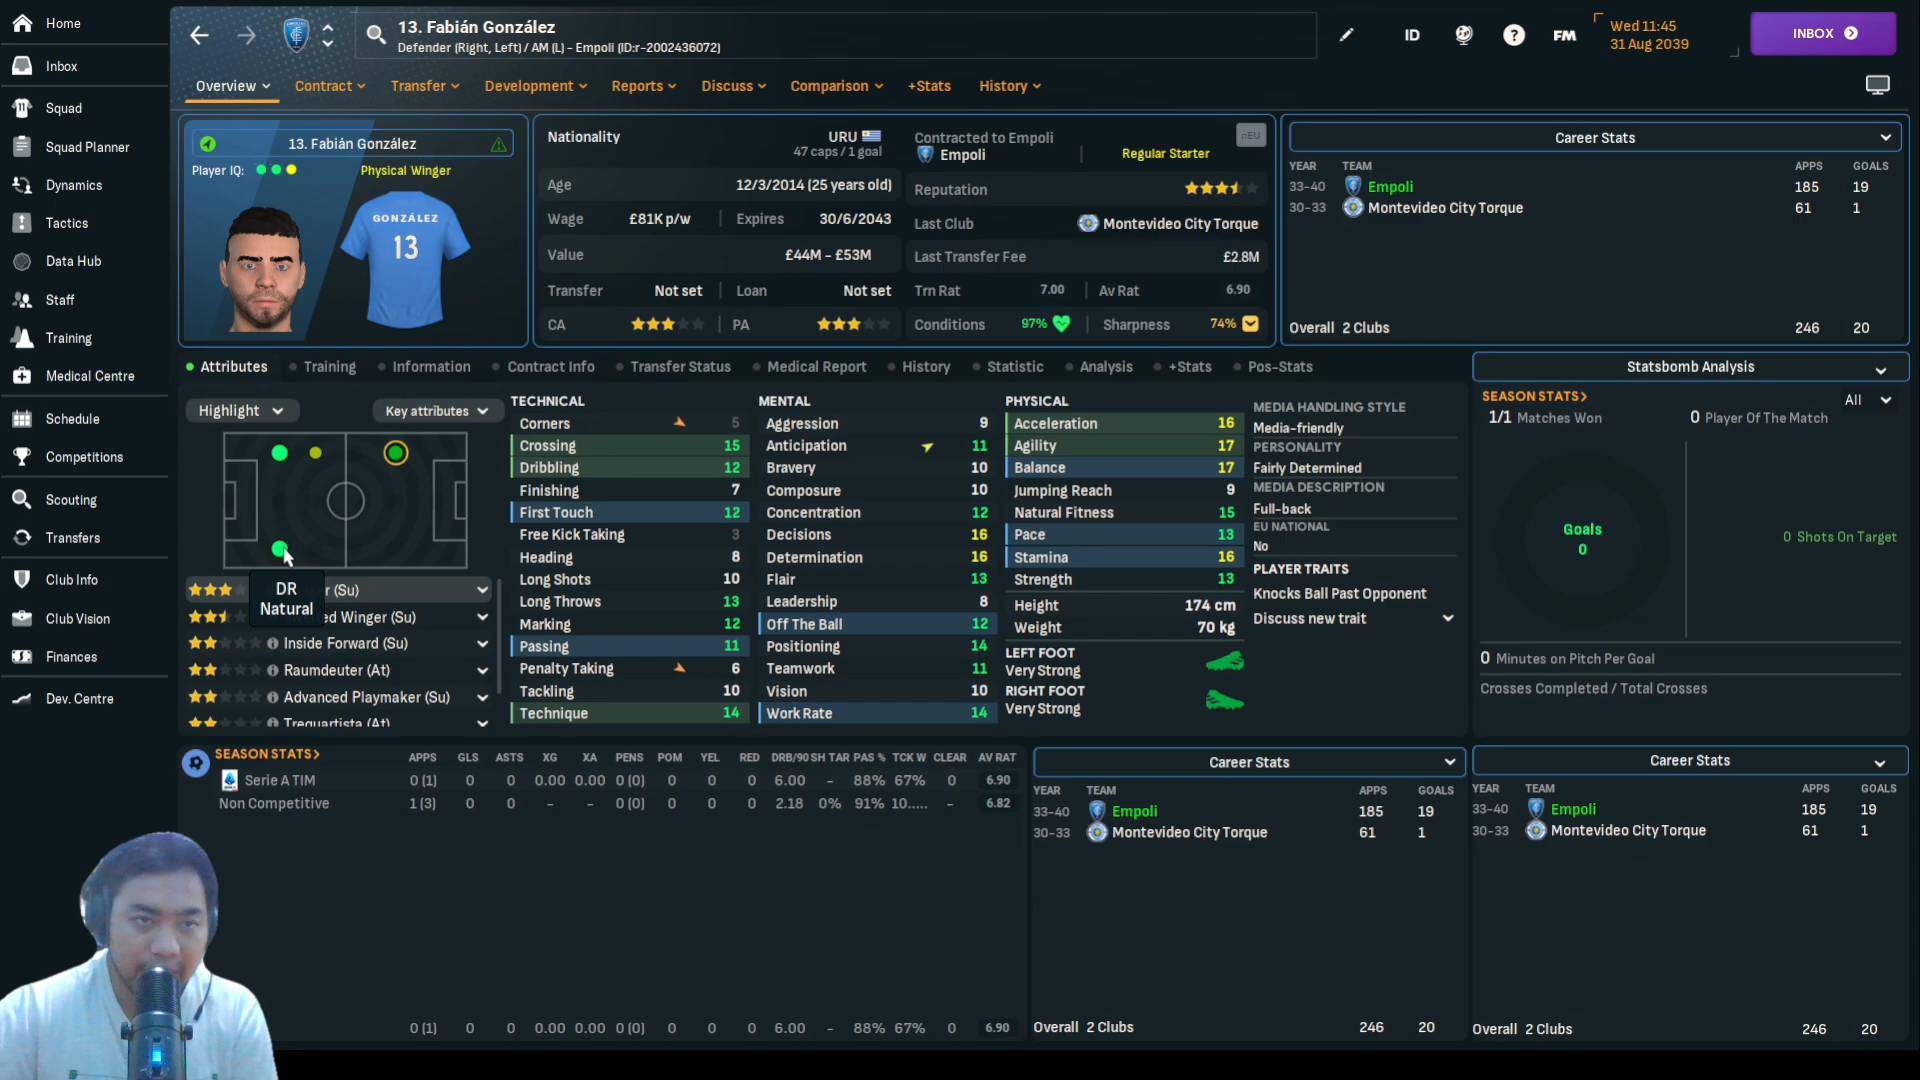 Home
Inbox
Squad
Squad Planner
Dynamics
Tactics
Data Hub
Staff
Training
Medical Centre
Schedule
Competitions
Scouting
Transfers
Club Info
Club Vision
Finances
Dev. Centre
13. Fabián González
Defender (Right, Left) / AM (L) - Empoli (ID:r-2002436072)
ID
FM
Wed 11:45
31 Aug 2039
INBOX
Overview Contract Transfer Development Reports Discuss Comparison +Stats History
13. Fabián González
Player IQ: Physical Winger
GONZÁLEZ
13
Nationality URU
47 caps / 1 goal
Age 12/3/2014 (25 years old)
Wage £81K p/w Expires 30/6/2043
Value £44M - £53M
Transfer Not set Loan Not set
CA PA
Contracted to Empoli nEU
Empoli Regular Starter
Reputation
Last Club Montevideo City Torque
Last Transfer Fee £2.8M
Trn Rat 7.00 Av Rat 6.90
Conditions 97% Sharpness 74%
Career Stats
YEAR TEAM APPS GOALS
33-40 Empoli 185 19
30-33 Montevideo City Torque 61 1
Overall 2 Clubs 246 20
Attributes Training Information Contract Info Transfer Status Medical Report History Statistic Analysis +Stats Pos-Stats
Highlight Key attributes
DR
Natural
r (Su)
Winger (Su)
Inside Forward (Su)
Raumdeuter (At)
Advanced Playmaker (Su)
Trequartista (At)
TECHNICAL
Corners 5
Crossing 15
Dribbling 12
Finishing 7
First Touch 12
Free Kick Taking 3
Heading 8
Long Shots 10
Long Throws 13
Marking 12
Passing 11
Penalty Taking 6
Tackling 10
Technique 14
MENTAL
Aggression 9
Anticipation 11
Bravery 10
Composure 10
Concentration 12
Decisions 16
Determination 16
Flair 13
Leadership 8
Off The Ball 12
Positioning 14
Teamwork 11
Vision 10
Work Rate 14
PHYSICAL
Acceleration 16
Agility 17
Balance 17
Jumping Reach 9
Natural Fitness 15
Pace 13
Stamina 16
Strength 13
Height 174 cm
Weight 70 kg
LEFT FOOT
Very Strong
RIGHT FOOT
Very Strong
MEDIA HANDLING STYLE
Media-friendly
PERSONALITY
Fairly Determined
MEDIA DESCRIPTION
Full-back
EU NATIONAL
No
PLAYER TRAITS
Knocks Ball Past Opponent
Discuss new trait
Statsbomb Analysis
SEASON STATS> All
1/1 Matches Won 0 Player Of The Match
Goals
0
0 Shots On Target
0 Minutes on Pitch Per Goal
Crosses Completed / Total Crosses
SEASON STATS> APPS GLS ASTS XG XA PENS POM YEL RED DRB/90 SH TAR PAS % TCK W CLEAR AV RAT
Serie A TIM 0 (1) 0 0 0.00 0.00 0 (0) 0 0 0 6.00 - 88% 67% 0 6.90
Non Competitive 1 (3) 0 0 - - 0 (0) 0 0 0 2.18 0% 91% 10..... - 6.82
0 (1) 0 0 0.00 0.00 0 (0) 0 0 0 6.00 - 88% 67% 0 6.90
Career Stats
YEAR TEAM APPS GOALS
33-40 Empoli 185 19
30-33 Montevideo City Torque 61 1
Overall 2 Clubs 246 20
Career Stats
YEAR TEAM APPS GOALS
33-40 Empoli 185 19
30-33 Montevideo City Torque 61 1
Overall 2 Clubs 246 20